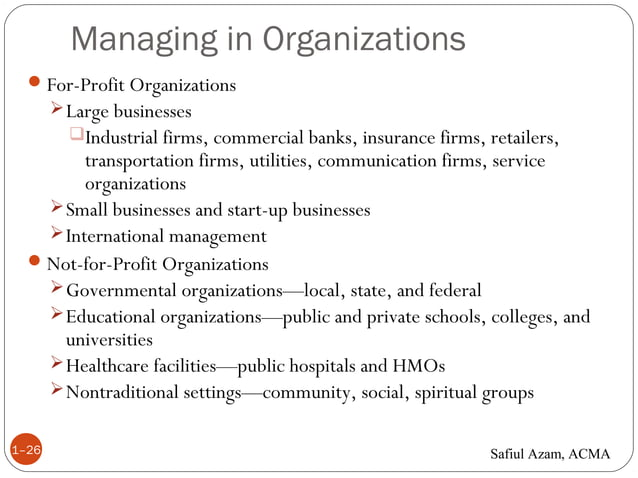 Managing in Organizations
For-Profit Organizations
Large businesses
Industrial firms, commercial banks, insurance firms, retailers,
transportation firms, utilities, communication firms, service
organizations
Small businesses and start-up businesses
International management
Not-for-Profit Organizations
Governmental organizations—local, state, and federal
Educational organizations—public and private schools, colleges, and
universities
Healthcare facilities—public hospitals and HMOs
Nontraditional settings—community, social, spiritual groups
1–26
Safiul Azam, ACMA